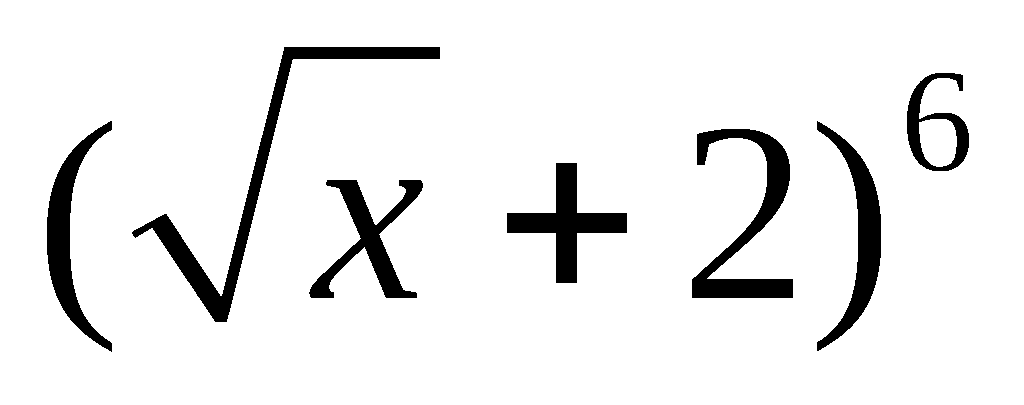 (√x + 2)⁶